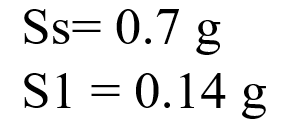 Ss= 0.7 g
S1 = 0.14 g